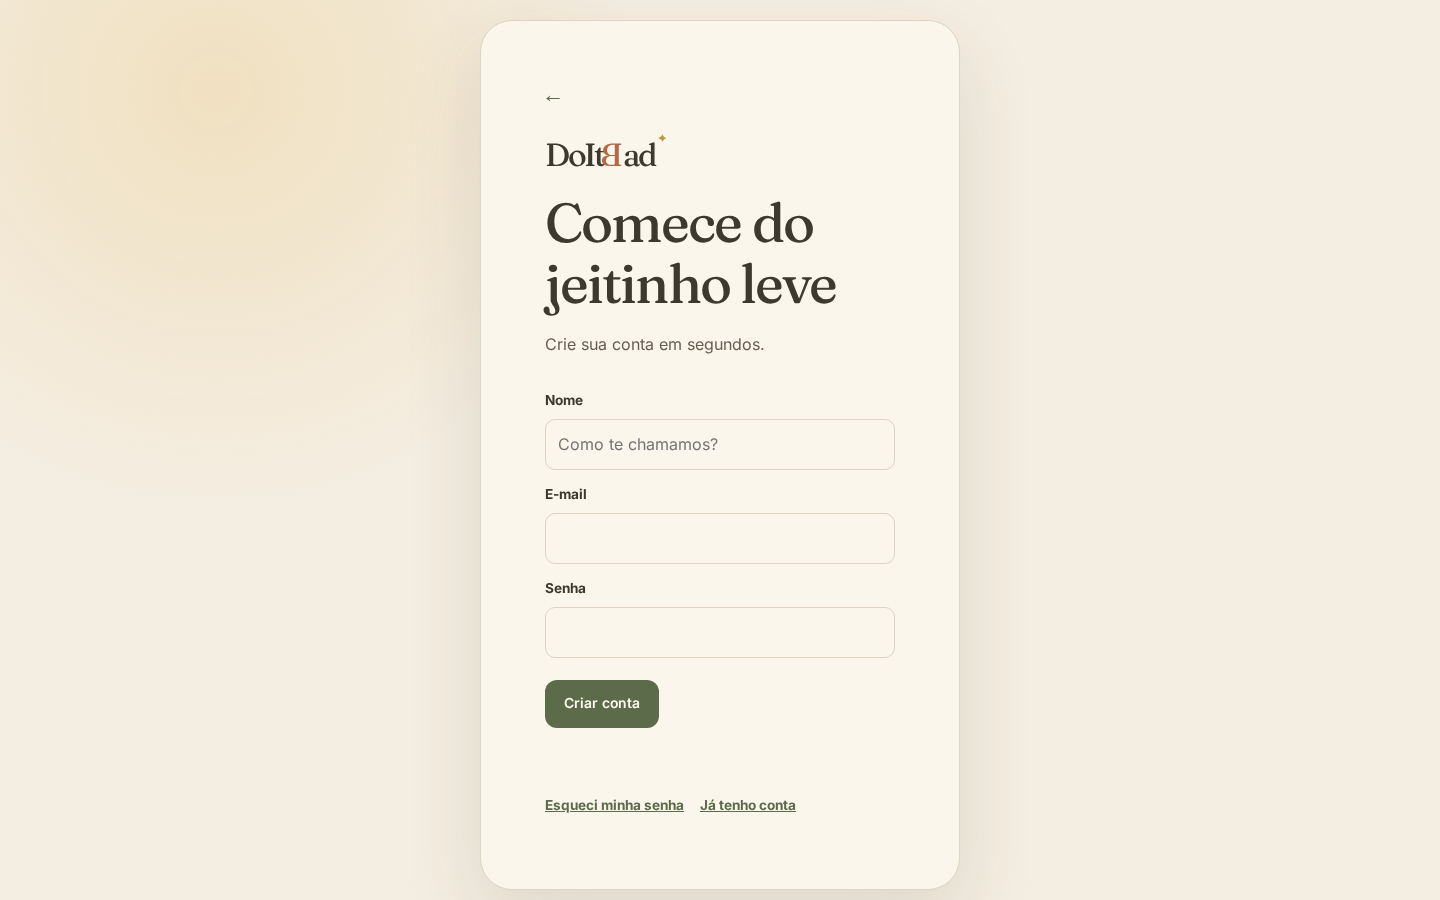 ←
DoItBad ✦
Comece do
jeitinho leve
Crie sua conta em segundos.
Nome
Como te chamamos?
E-mail
Senha
Criar conta
Esqueci minha senha Já tenho conta